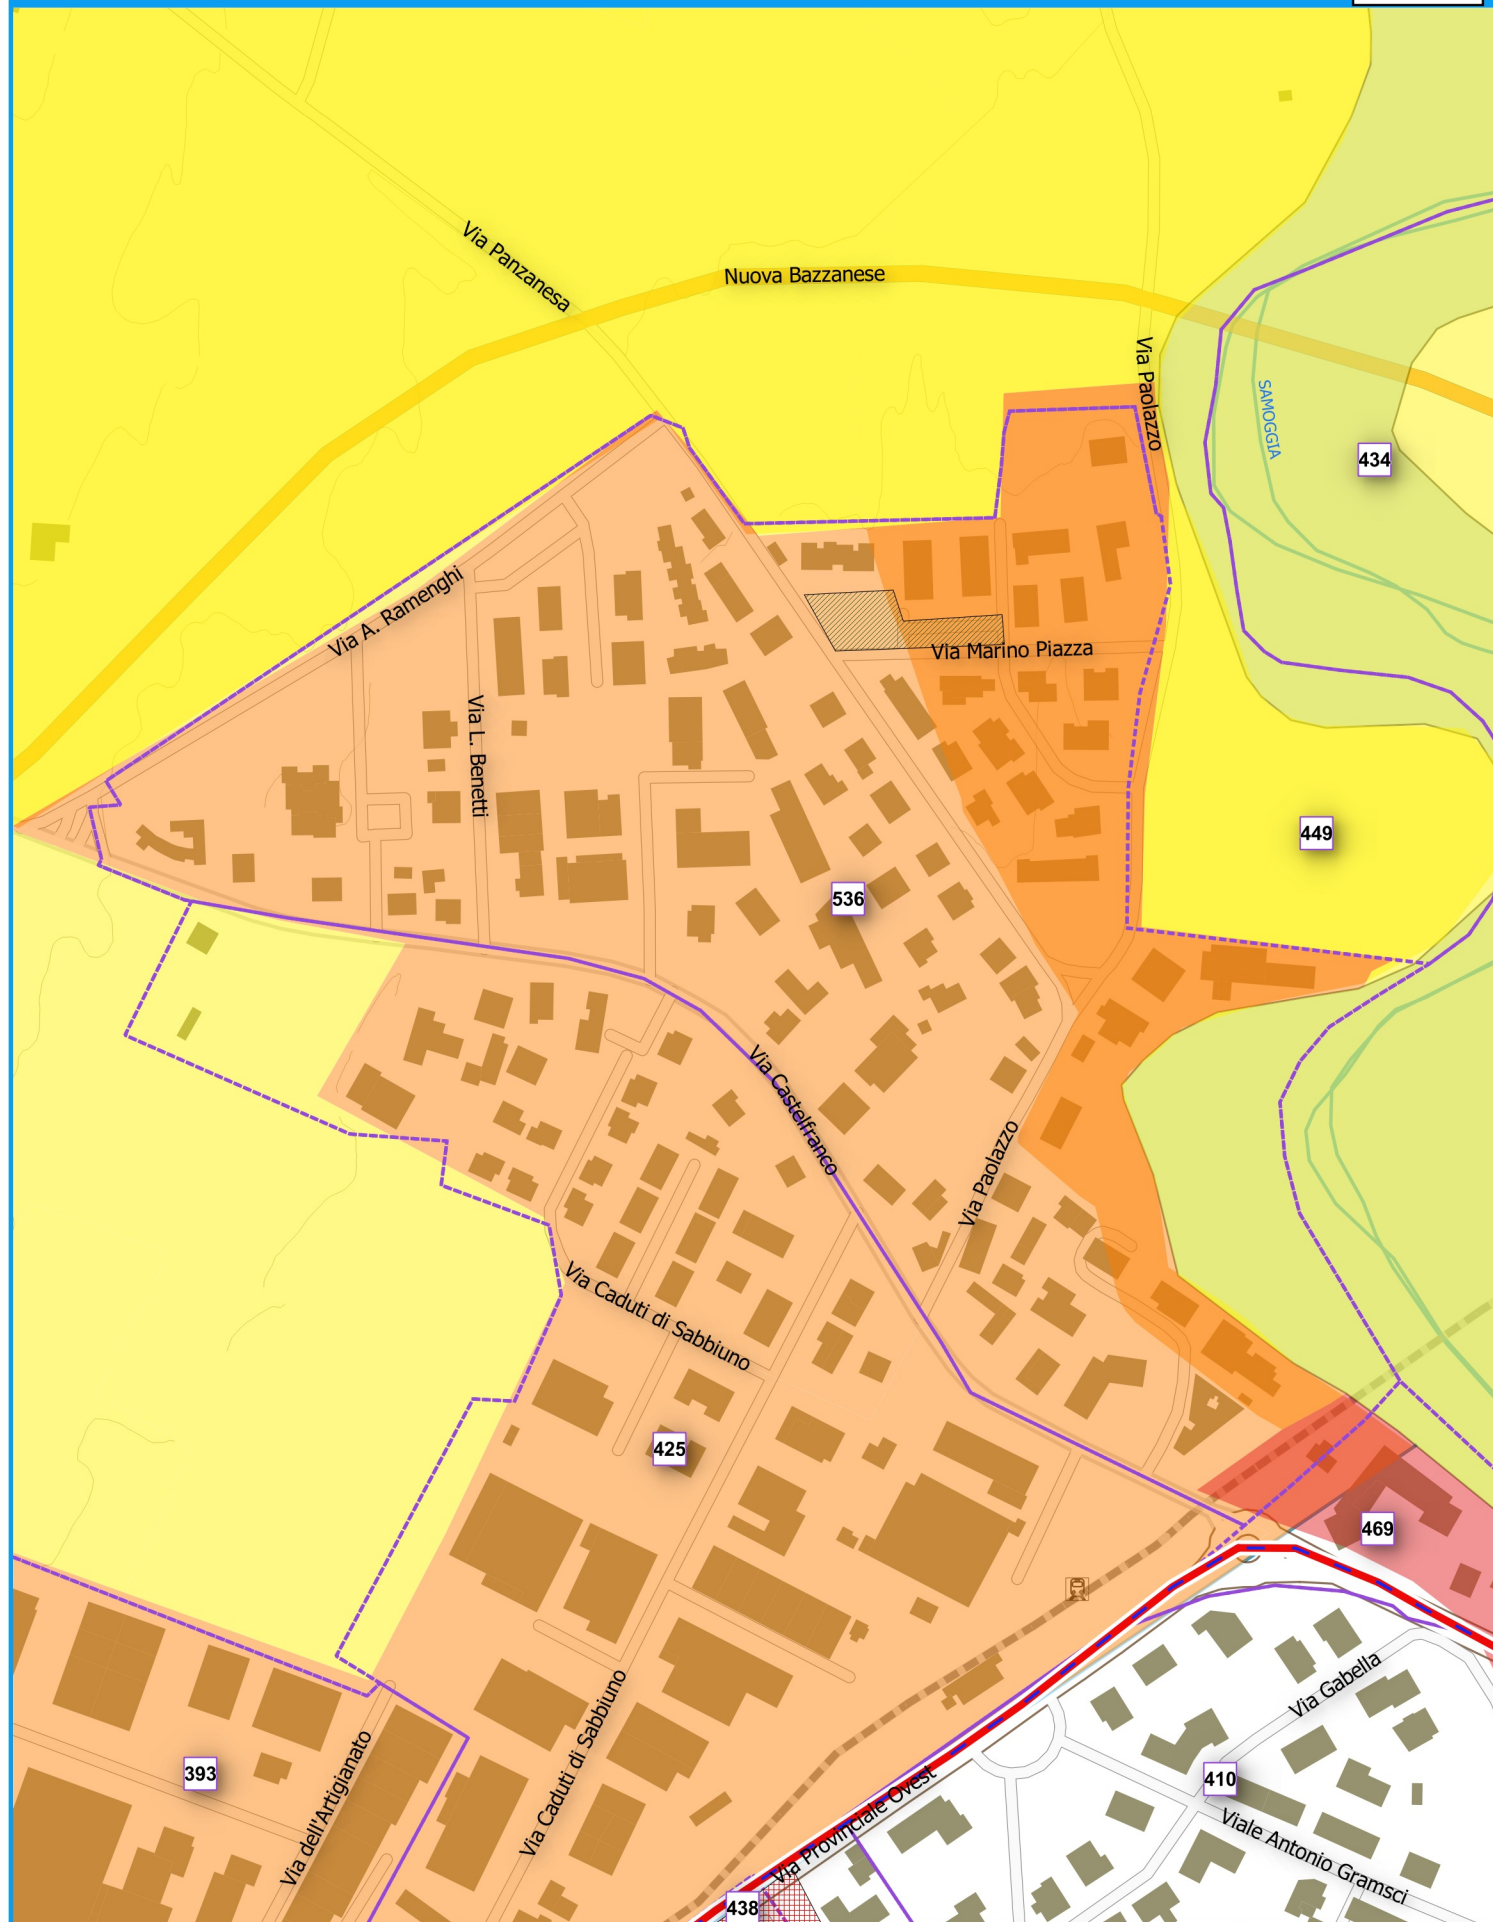 Via Panzanesa
Nuova Bazzanese
Via Paolazzo
SAMOGGIA
434
Via A. Ramenghi
Via Marino Piazza
Via L. Benetti
449
536
Via Castelfranco
Via Paolazzo
Via Caduti di Sabbiuno
425
469
Via Gabella
393
Via dell'Artigianato
Via Caduti di Sabbiuno
410
Via Provinciale Ovest
Viale Antonio Gramsci
438